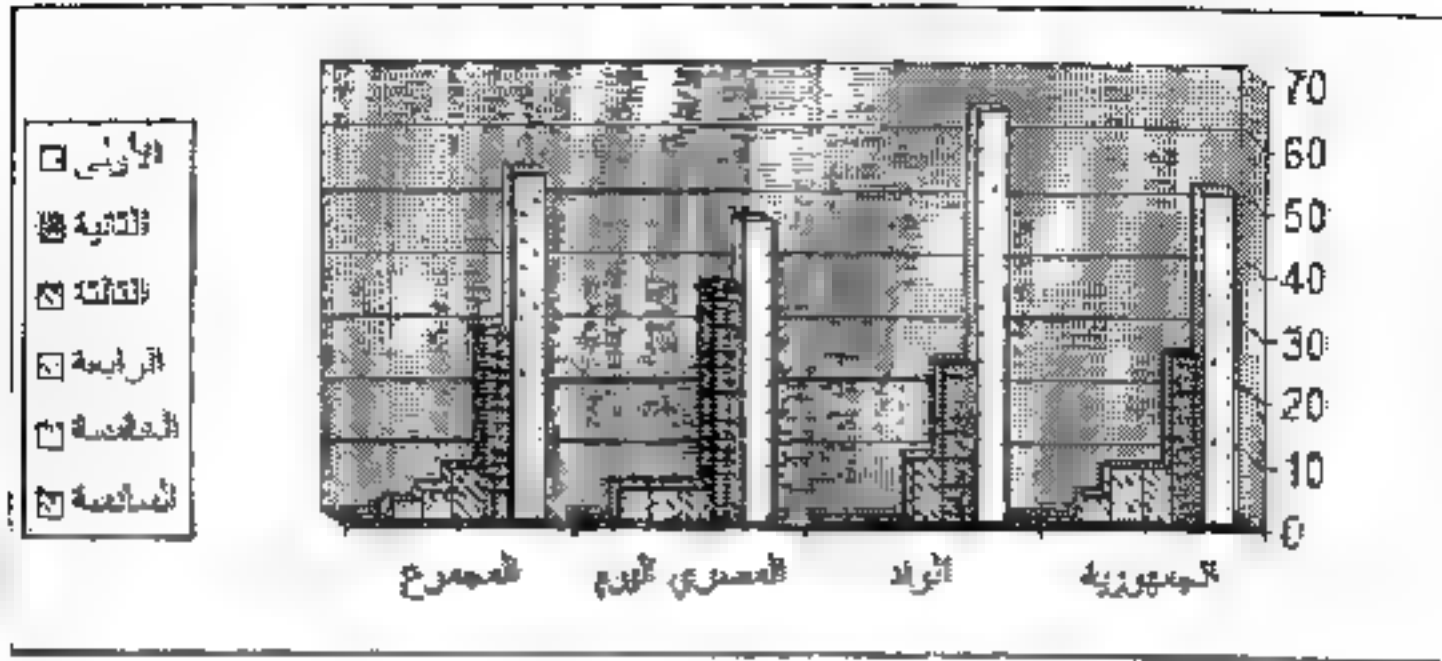 الأولى
الثانية
الثالثة
الرابعة
الخامسة
السادسة
70
60
50
40
30
20
10
0
الجمهورية
الوفد
المصري اليوم
المجموع